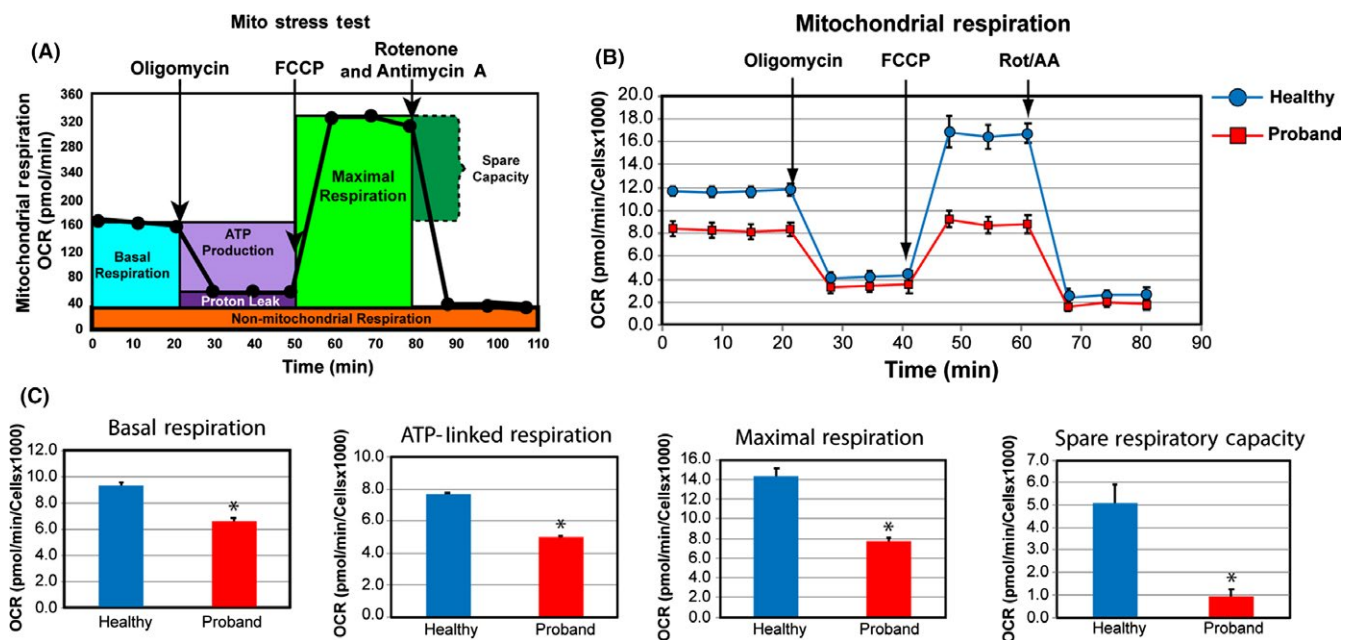 Mito stress test
(A)
Oligomycin
FCCP
Rotenone
and Antimycin A
Mitochondrial respiration
OCR (pmol/min)
360
320
280
240
200
160
120
80
40
0
Basal
Respiration
ATP
Production
Proton Leak
Maximal
Respiration
Spare
Capacity
Non-mitochondrial Respiration
0 10 20 30 40 50 60 70 80 90 100 110
Time (min)
Mitochondrial respiration
(B)
Oligomycin
FCCP
Rot/AA
OCR (pmol/min/Cellsx1000)
20.0
18.0
16.0
14.0
12.0
10.0
8.0
6.0
4.0
2.0
0.0
0 10 20 30 40 50 60 70 80 90
Time (min)
Healthy
Proband
(C)
Basal respiration
OCR (pmol/min/Cellsx1000)
12.0
10.0
8.0
6.0
4.0
2.0
0.0
*
Healthy Proband
ATP-linked respiration
OCR (pmol/min/Cellsx1000)
10.0
8.0
6.0
4.0
2.0
0.0
*
Healthy Proband
Maximal respiration
OCR (pmol/min/Cellsx1000)
16.0
14.0
12.0
10.0
8.0
6.0
4.0
2.0
0.0
*
Healthy Proband
Spare respiratory capacity
OCR (pmol/min/Cellsx1000)
7.0
6.0
5.0
4.0
3.0
2.0
1.0
0.0
*
Healthy Proband